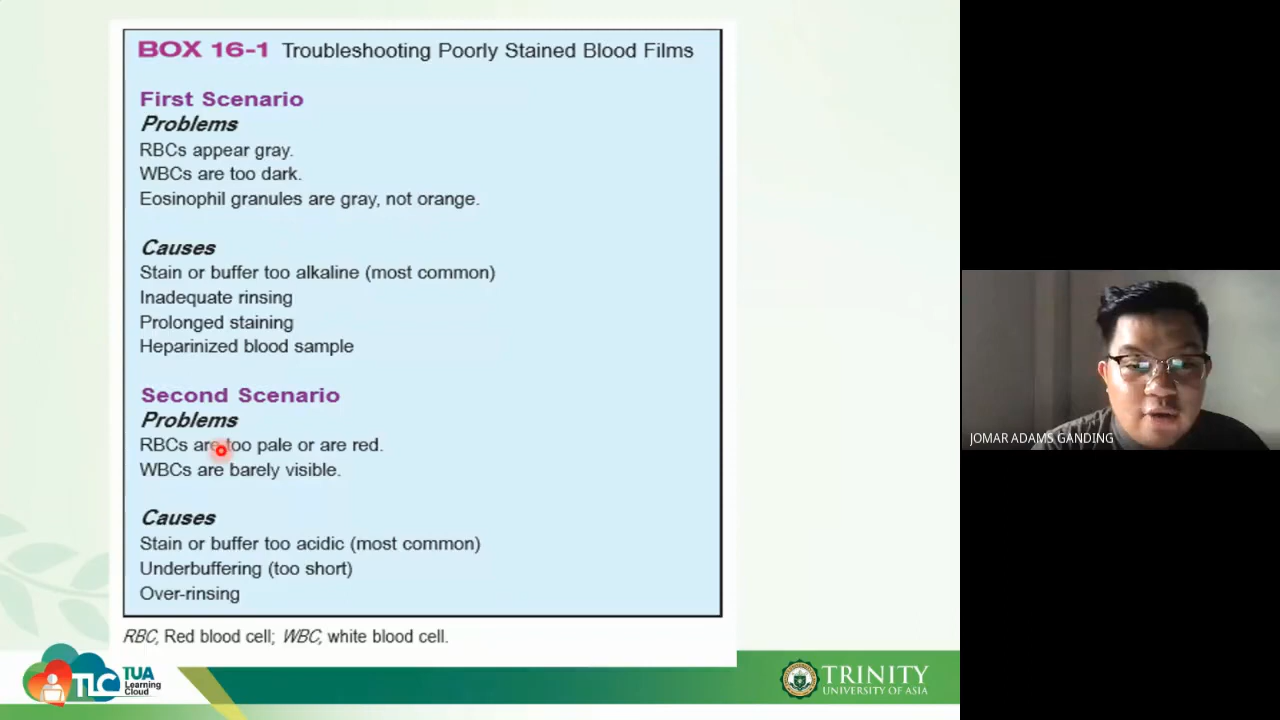 BOX 16-1 Troubleshooting Poorly Stained Blood Films
First Scenario
Problems
RBCs appear gray.
WBCs are too dark.
Eosinophil granules are gray, not orange.
Causes
Stain or buffer too alkaline (most common)
Inadequate rinsing
Prolonged staining
Heparinized blood sample
Second Scenario
Problems
RBCs are too pale or are red.
WBCs are barely visible.
Causes
Stain or buffer too acidic (most common)
Underbuffering (too short)
Over-rinsing
RBC, Red blood cell; WBC, white blood cell.
TLC
TUA
Learning
Cloud
TRINITY
UNIVERSITY OF ASIA
JOMAR ADAMS GANDING